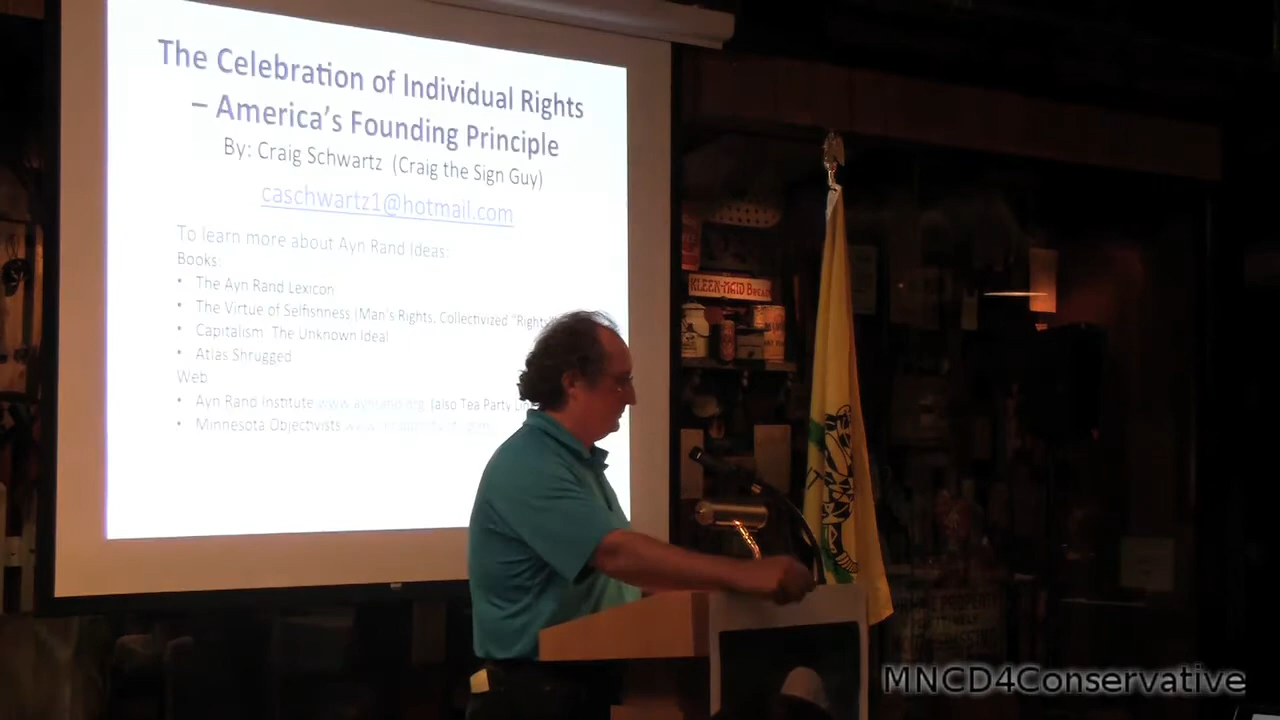 The Celebration of Individual Rights
– America's Founding Principle
By: Craig Schwartz (Craig the Sign Guy)
caschwartz1@hotmail.com
To learn more about Ayn Rand Ideas:
Books:
• The Ayn Rand Lexicon
• The Virtue of Selfishness (Man's Rights, Collectivized "Rights"
• Capitalism The Unknown Ideal
• Atlas Shrugged
Web
• Ayn Rand Institute www.aynrand.org (also Tea Party
• Minnesota Objectivists
KLEEN-MAID BREAD
MNCD4Conservative